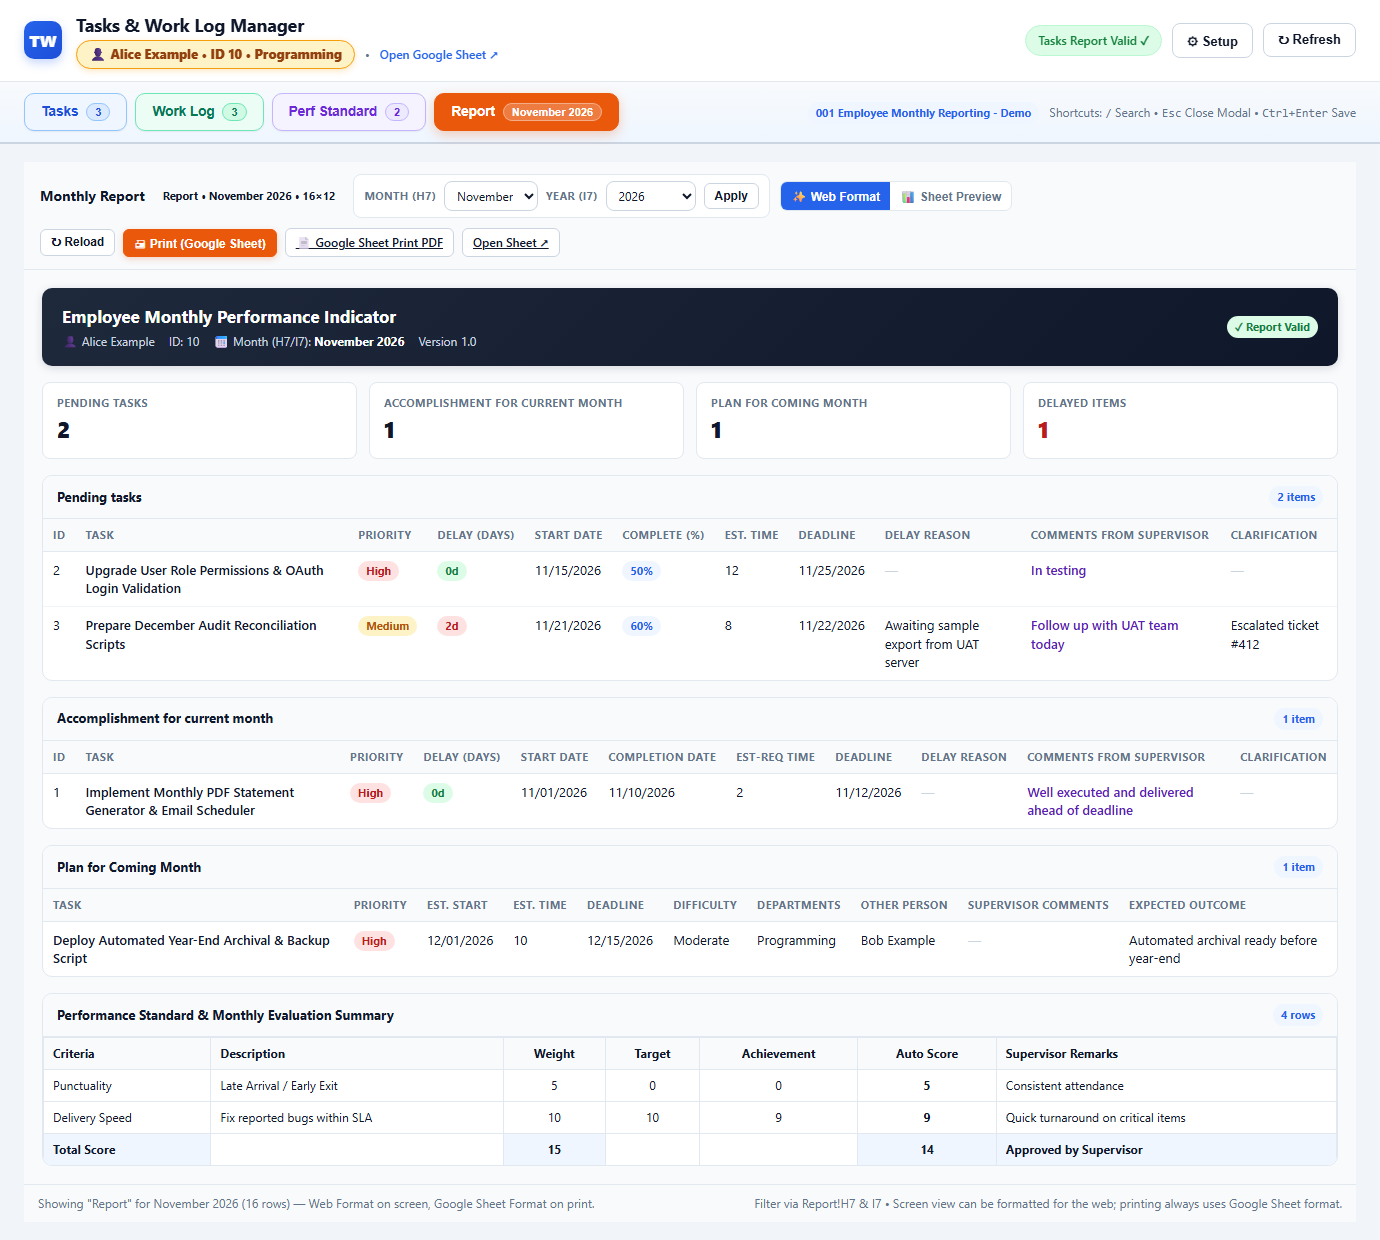 TW
Tasks & Work Log Manager
👤 Alice Example • ID 10 • Programming
• Open Google Sheet ↗
Tasks Report Valid ✓
⚙ Setup
↻ Refresh
Tasks 3
Work Log 3
Perf Standard 2
Report November 2026
001 Employee Monthly Reporting - Demo
Shortcuts: / Search • Esc Close Modal • Ctrl+Enter Save
Monthly Report
Report • November 2026 • 16×12
MONTH (H7) November YEAR (I7) 2026 Apply
✨ Web Format
📊 Sheet Preview
↻ Reload
🖨 Print (Google Sheet)
📄 Google Sheet Print PDF
Open Sheet ↗
Employee Monthly Performance Indicator
👤 Alice Example ID: 10 📅 Month (H7/I7): November 2026 Version 1.0
✓ Report Valid
PENDING TASKS
2
ACCOMPLISHMENT FOR CURRENT MONTH
1
PLAN FOR COMING MONTH
1
DELAYED ITEMS
1
Pending tasks
2 items
ID TASK PRIORITY DELAY (DAYS) START DATE COMPLETE (%) EST. TIME DEADLINE DELAY REASON COMMENTS FROM SUPERVISOR CLARIFICATION
2 Upgrade User Role Permissions & OAuth High 0d 11/15/2026 50% 12 11/25/2026 — In testing —
Login Validation
3 Prepare December Audit Reconciliation Medium 2d 11/21/2026 60% 8 11/22/2026 Awaiting sample Follow up with UAT team Escalated ticket
Scripts export from UAT today #412
server
Accomplishment for current month
1 item
ID TASK PRIORITY DELAY (DAYS) START DATE COMPLETION DATE EST-REQ TIME DEADLINE DELAY REASON COMMENTS FROM SUPERVISOR CLARIFICATION
1 Implement Monthly PDF Statement High 0d 11/01/2026 11/10/2026 2 11/12/2026 — Well executed and delivered —
Generator & Email Scheduler ahead of deadline
Plan for Coming Month
1 item
TASK PRIORITY EST. START EST. TIME DEADLINE DIFFICULTY DEPARTMENTS OTHER PERSON SUPERVISOR COMMENTS EXPECTED OUTCOME
Deploy Automated Year-End Archival & Backup High 12/01/2026 10 12/15/2026 Moderate Programming Bob Example — Automated archival ready before
Script year-end
Performance Standard & Monthly Evaluation Summary
4 rows
Criteria Description Weight Target Achievement Auto Score Supervisor Remarks
Punctuality Late Arrival / Early Exit 5 0 0 5 Consistent attendance
Delivery Speed Fix reported bugs within SLA 10 10 9 9 Quick turnaround on critical items
Total Score 15 14 Approved by Supervisor
Showing "Report" for November 2026 (16 rows) — Web Format on screen, Google Sheet Format on print.
Filter via Report!H7 & I7 • Screen view can be formatted for the web; printing always uses Google Sheet format.